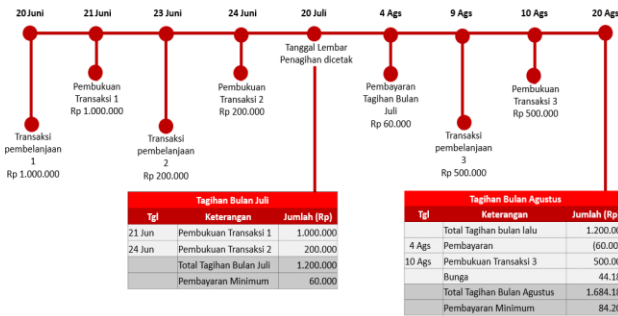 20 Juni 21 Juni 23 Juni 24 Juni 20 Juli 4 Ags 9 Ags 10 Ags 20 Ags
Tanggal Lembar
Penagihan dicetak
Pembukuan
Transaksi 1
Rp 1.000.000
Pembukuan
Transaksi 2
Rp 200.000
Pembayaran
Tagihan Bulan
Juli
Rp 60.000
Pembukuan
Transaksi 3
Rp 500.000
Transaksi
pembelanjaan
1
Rp 1.000.000
Transaksi
pembelanjaan
2
Rp 200.000
Transaksi
pembelanjaan
3
Rp 500.000
Tagihan Bulan Juli
Tgl Keterangan Jumlah (Rp)
21 Jun Pembukuan Transaksi 1 1.000.000
24 Jun Pembukuan Transaksi 2 200.000
Total Tagihan Bulan Juli 1.200.000
Pembayaran Minimum 60.000
Tagihan Bulan Agustus
Tgl Keterangan Jumlah (Rp)
Total Tagihan bulan lalu
4 Ags Pembayaran
10 Ags Pembukuan Transaksi 3
Bunga
Total Tagihan Bulan Agustus
Pembayaran Minimum